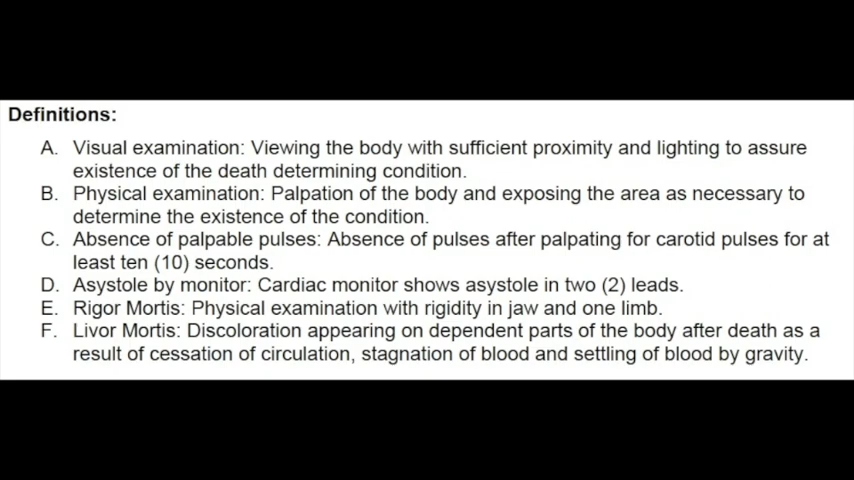 Definitions:
A. Visual examination: Viewing the body with sufficient proximity and lighting to assure
existence of the death determining condition.
B. Physical examination: Palpation of the body and exposing the area as necessary to
determine the existence of the condition.
C. Absence of palpable pulses: Absence of pulses after palpating for carotid pulses for at
least ten (10) seconds.
D. Asystole by monitor: Cardiac monitor shows asystole in two (2) leads.
E. Rigor Mortis: Physical examination with rigidity in jaw and one limb.
F. Livor Mortis: Discoloration appearing on dependent parts of the body after death as a
result of cessation of circulation, stagnation of blood and settling of blood by gravity.